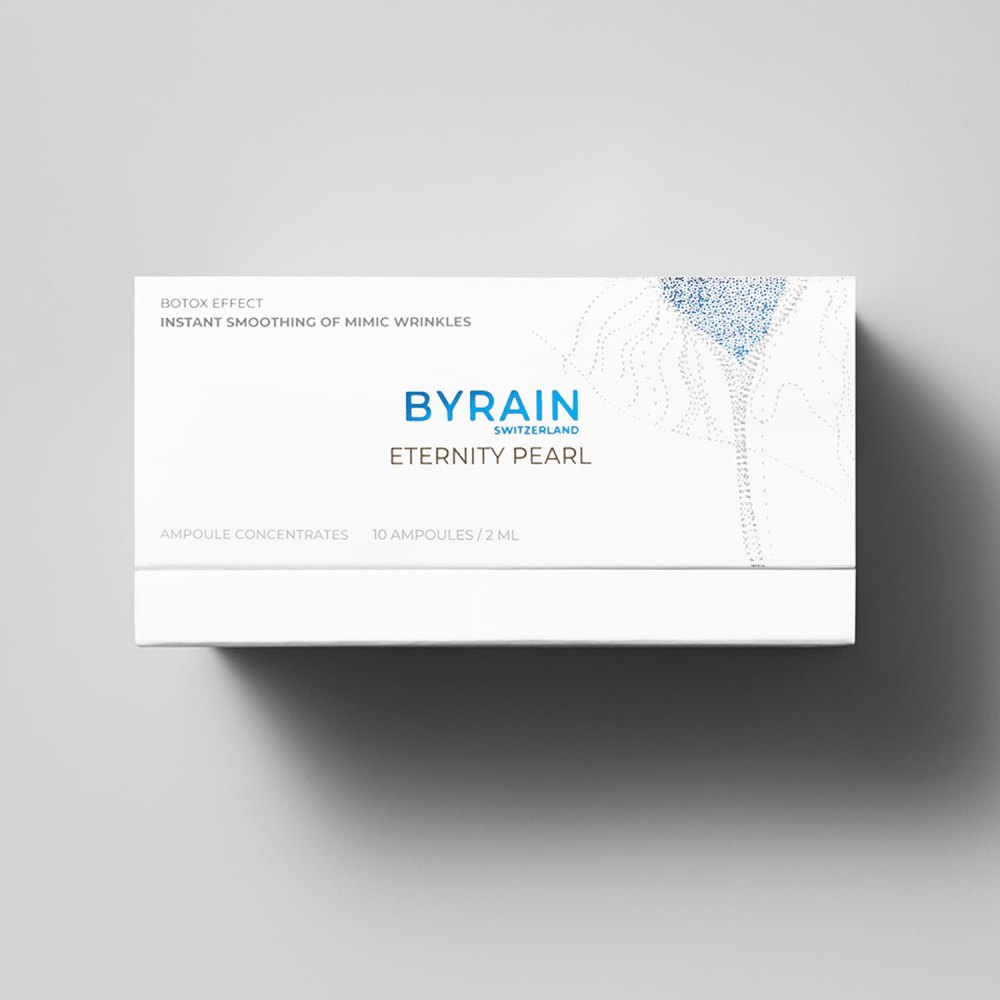 BOTOX EFFECT
INSTANT SMOOTHING OF MIMIC WRINKLES
BYRAIN
SWITZERLAND
ETERNITY PEARL
AMPOULE CONCENTRATES 10 AMPOULES / 2 ML